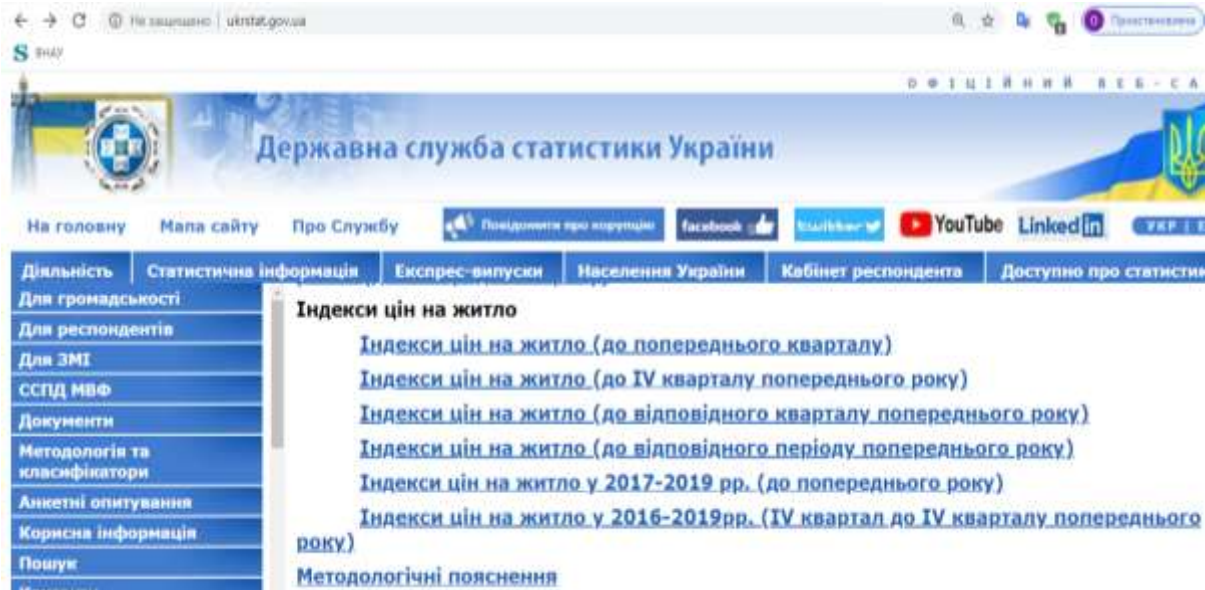 Не защищено | ukrstat.gov.ua
S
О Ф І Ц І Й Н И Й В Е Б - С А
Державна служба статистики України
На головну Мапа сайту Про Службу Повідомити про корупцію facebook twitter YouTube Linked in УКР
Діяльність Статистична інформація Експрес-випуски Населення України Кабінет респондента Доступно про статистик
Для громадськості
Для респондентів
Для ЗМІ
ССПД МВФ
Документи
Методологія та
класифікатори
Анкетні опитування
Корисна інформація
Пошук
Індекси цін на житло
Індекси цін на житло (до попереднього кварталу)
Індекси цін на житло (до IV кварталу попереднього року)
Індекси цін на житло (до відповідного кварталу попереднього року)
Індекси цін на житло (до відповідного періоду попереднього року)
Індекси цін на житло у 2017-2019 рр. (до попереднього року)
Індекси цін на житло у 2016-2019рр. (IV квартал до IV кварталу попереднього
року)
Методологічні пояснення